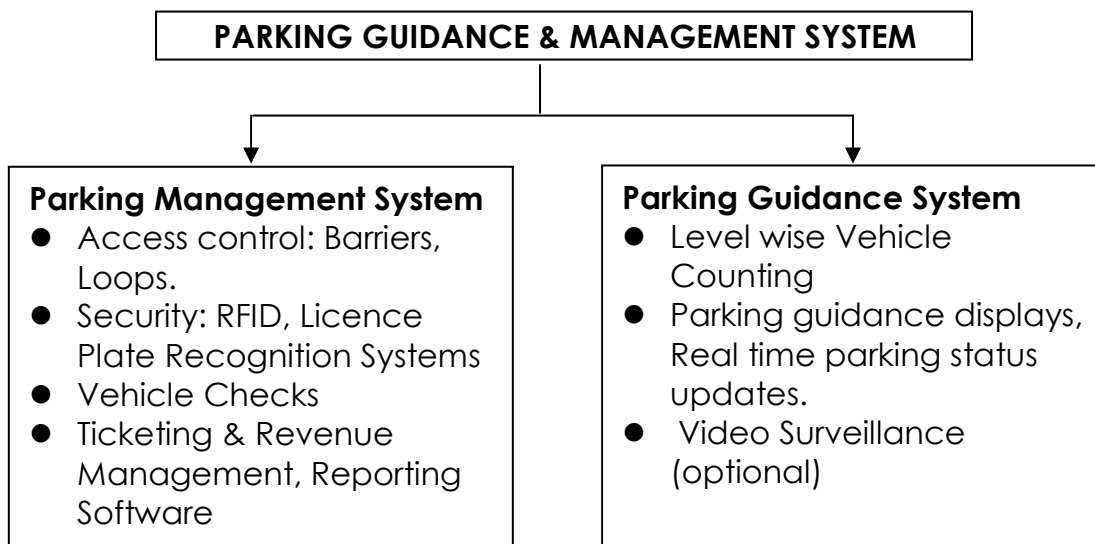 PARKING GUIDANCE & MANAGEMENT SYSTEM
Parking Management System
● Access control: Barriers,
Loops.
● Security: RFID, Licence
Plate Recognition Systems
● Vehicle Checks
● Ticketing & Revenue
Management, Reporting
Software
Parking Guidance System
● Level wise Vehicle
Counting
● Parking guidance displays,
Real time parking status
updates.
● Video Surveillance
(optional)